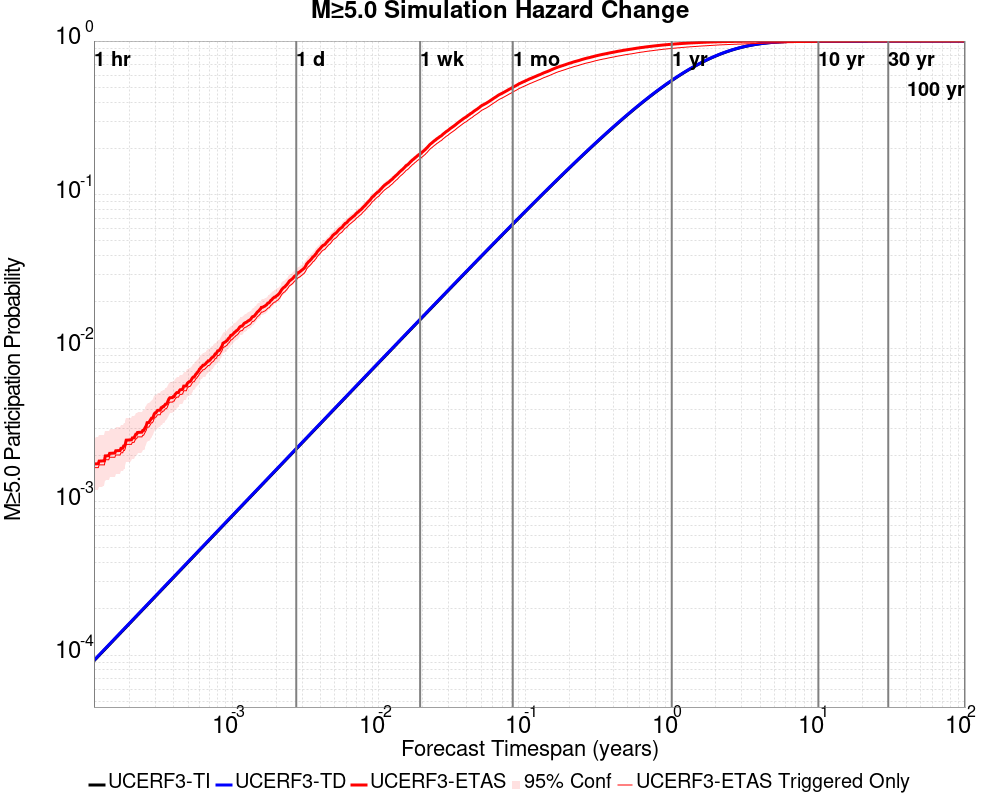 M≥5.0 Simulation Hazard Change
10^0
10^-1
10^-2
10^-3
10^-4
M≥5.0 Participation Probability
1 hr
1 d
1 wk
1 mo
1 yr
10 yr
30 yr
100 yr
10^-3
10^-2
10^-1
10^0
10^1
10^2
Forecast Timespan (years)
UCERF3-TI UCERF3-TD UCERF3-ETAS 95% Conf UCERF3-ETAS Triggered Only